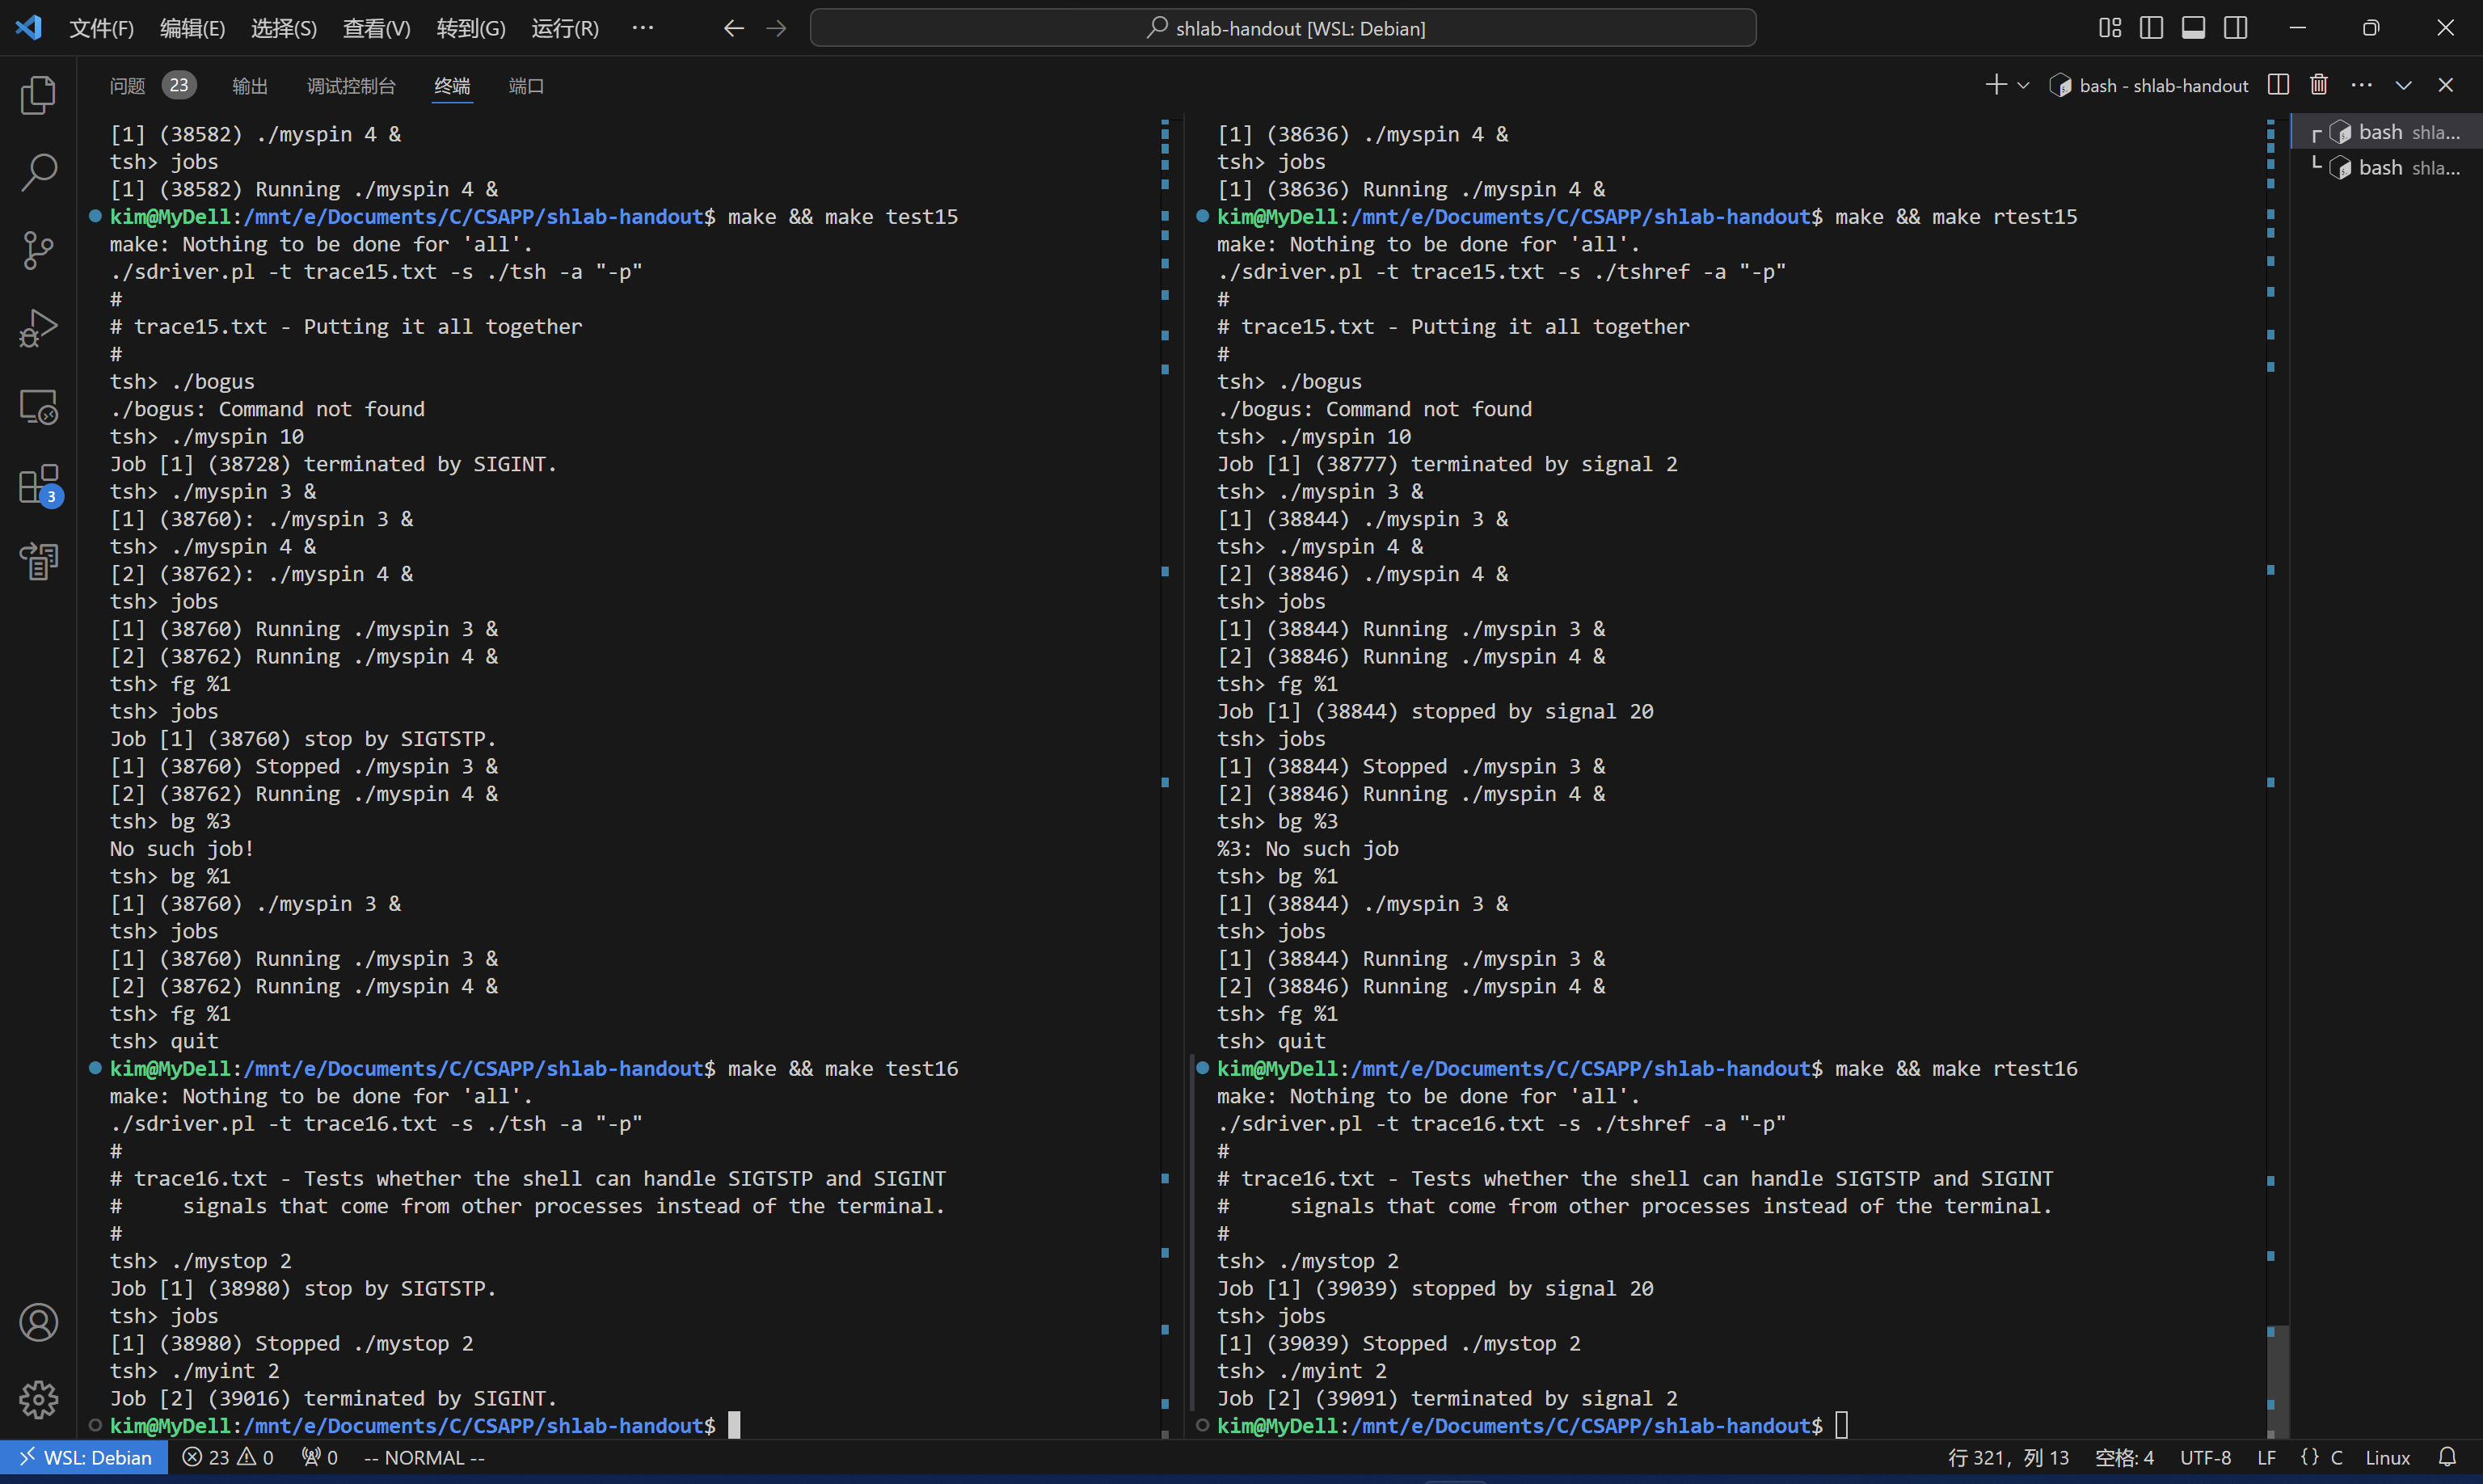 文件(F) 编辑(E) 选择(S) 查看(V) 转到(G) 运行(R) ··· shlab-handout [WSL: Debian]
问题 23 输出 调试控制台 终端 端口 bash - shlab-handout
bash shla...
bash shla...
3
[1] (38582) ./myspin 4 &
tsh> jobs
[1] (38582) Running ./myspin 4 &
kim@MyDell:/mnt/e/Documents/C/CSAPP/shlab-handout$ make && make test15
make: Nothing to be done for 'all'.
./sdriver.pl -t trace15.txt -s ./tsh -a "-p"
#
# trace15.txt - Putting it all together
#
tsh> ./bogus
./bogus: Command not found
tsh> ./myspin 10
Job [1] (38728) terminated by SIGINT.
tsh> ./myspin 3 &
[1] (38760): ./myspin 3 &
tsh> ./myspin 4 &
[2] (38762): ./myspin 4 &
tsh> jobs
[1] (38760) Running ./myspin 3 &
[2] (38762) Running ./myspin 4 &
tsh> fg %1
tsh> jobs
Job [1] (38760) stop by SIGTSTP.
[1] (38760) Stopped ./myspin 3 &
[2] (38762) Running ./myspin 4 &
tsh> bg %3
No such job!
tsh> bg %1
[1] (38760) ./myspin 3 &
tsh> jobs
[1] (38760) Running ./myspin 3 &
[2] (38762) Running ./myspin 4 &
tsh> fg %1
tsh> quit
kim@MyDell:/mnt/e/Documents/C/CSAPP/shlab-handout$ make && make test16
make: Nothing to be done for 'all'.
./sdriver.pl -t trace16.txt -s ./tsh -a "-p"
#
# trace16.txt - Tests whether the shell can handle SIGTSTP and SIGINT
#     signals that come from other processes instead of the terminal.
#
tsh> ./mystop 2
Job [1] (38980) stop by SIGTSTP.
tsh> jobs
[1] (38980) Stopped ./mystop 2
tsh> ./myint 2
Job [2] (39016) terminated by SIGINT.
kim@MyDell:/mnt/e/Documents/C/CSAPP/shlab-handout$
[1] (38636) ./myspin 4 &
tsh> jobs
[1] (38636) Running ./myspin 4 &
kim@MyDell:/mnt/e/Documents/C/CSAPP/shlab-handout$ make && make rtest15
make: Nothing to be done for 'all'.
./sdriver.pl -t trace15.txt -s ./tshref -a "-p"
#
# trace15.txt - Putting it all together
#
tsh> ./bogus
./bogus: Command not found
tsh> ./myspin 10
Job [1] (38777) terminated by signal 2
tsh> ./myspin 3 &
[1] (38844) ./myspin 3 &
tsh> ./myspin 4 &
[2] (38846) ./myspin 4 &
tsh> jobs
[1] (38844) Running ./myspin 3 &
[2] (38846) Running ./myspin 4 &
tsh> fg %1
Job [1] (38844) stopped by signal 20
tsh> jobs
[1] (38844) Stopped ./myspin 3 &
[2] (38846) Running ./myspin 4 &
tsh> bg %3
%3: No such job
tsh> bg %1
[1] (38844) ./myspin 3 &
tsh> jobs
[1] (38844) Running ./myspin 3 &
[2] (38846) Running ./myspin 4 &
tsh> fg %1
tsh> quit
kim@MyDell:/mnt/e/Documents/C/CSAPP/shlab-handout$ make && make rtest16
make: Nothing to be done for 'all'.
./sdriver.pl -t trace16.txt -s ./tshref -a "-p"
#
# trace16.txt - Tests whether the shell can handle SIGTSTP and SIGINT
#     signals that come from other processes instead of the terminal.
#
tsh> ./mystop 2
Job [1] (39039) stopped by signal 20
tsh> jobs
[1] (39039) Stopped ./mystop 2
tsh> ./myint 2
Job [2] (39091) terminated by signal 2
kim@MyDell:/mnt/e/Documents/C/CSAPP/shlab-handout$
WSL: Debian 23 0 0 -- NORMAL -- 行 321，列 13 空格: 4 UTF-8 LF {} C Linux